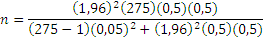 n = \frac{(1,96)^2(275)(0,5)(0,5)}{(275 − 1)(0,05)^2 + (1,96)^2(0,5)(0,5)}